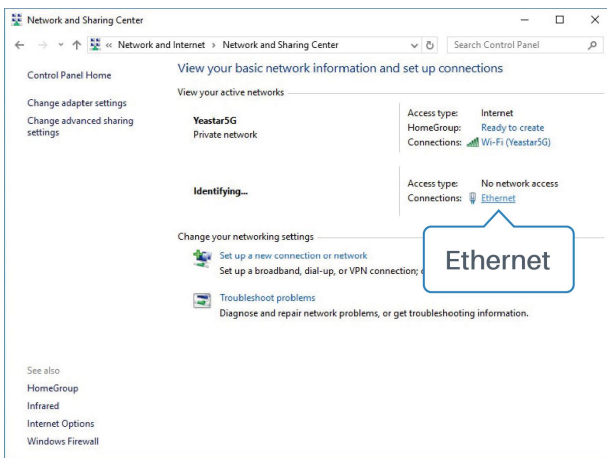 Network and Sharing Center
« Network and Internet > Network and Sharing Center
Search Control Panel
Control Panel Home
Change adapter settings
Change advanced sharing
settings
View your basic network information and set up connections
View your active networks
Yeastar5G
Private network
Access type: Internet
HomeGroup: Ready to create
Connections: Wi-Fi (Yeastar5G)
Identifying...
Access type: No network access
Connections: Ethernet
Ethernet
Change your networking settings
Set up a new connection or network
Set up a broadband, dial-up, or VPN connection;
Troubleshoot problems
Diagnose and repair network problems, or get troubleshooting information.
See also
HomeGroup
Infrared
Internet Options
Windows Firewall